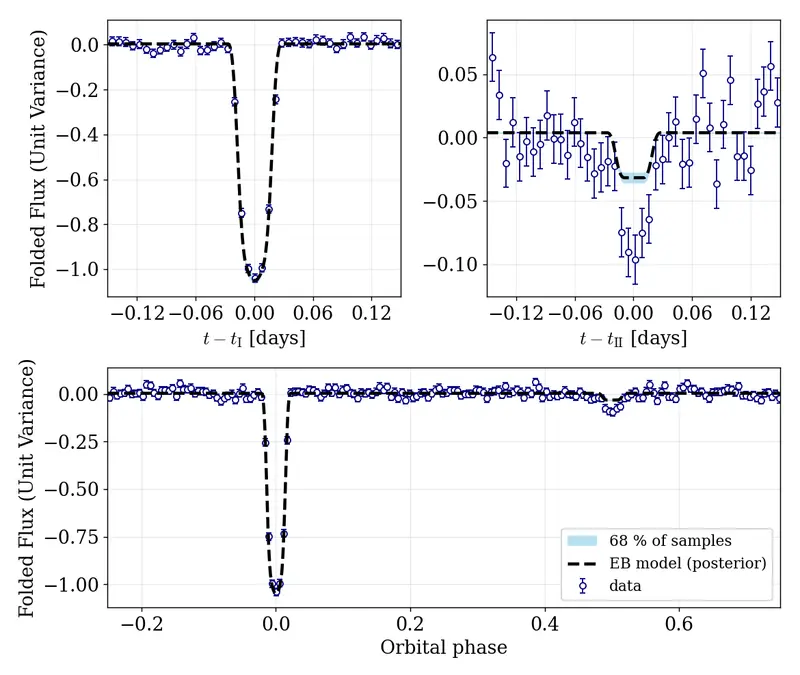 Folded Flux (Unit Variance)
0.0
−0.2
−0.4
−0.6
−0.8
−1.0
−0.12 −0.06 0.00 0.06 0.12
t − tI [days]
0.05
0.00
−0.05
−0.10
−0.12 −0.06 0.00 0.06 0.12
t − tII [days]
Folded Flux (Unit Variance)
0.00
−0.25
−0.50
−0.75
−1.00
−0.2 0.0 0.2 0.4 0.6
Orbital phase
68 % of samples
EB model (posterior)
data